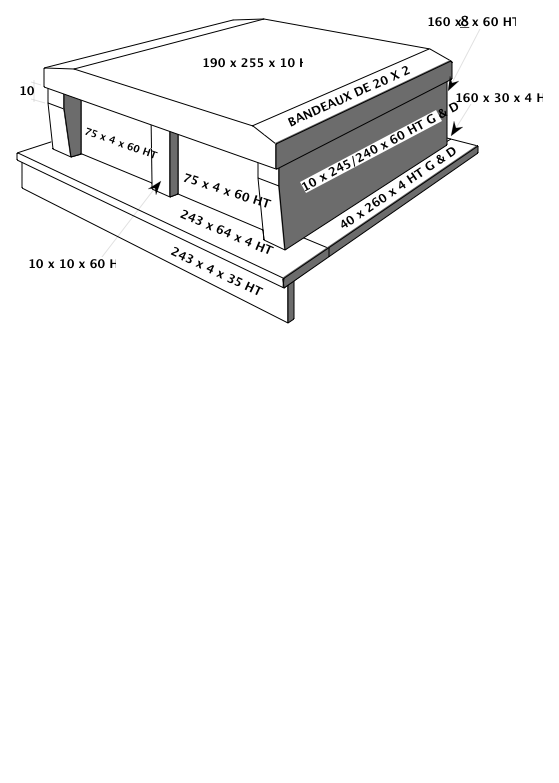 160 x8 x 60 HT
190 x 255 x 10 H
BANDEAUX DE 20 X 2
10
160 x 30 x 4 H
10 x 245/240 x 60 HT G & D
75 x 4 x 60 HT
75 x 4 x 60 HT
40 x 260 x 4 HT G & D
243 x 64 x 4 HT
10 x 10 x 60 H
243 x 4 x 35 HT